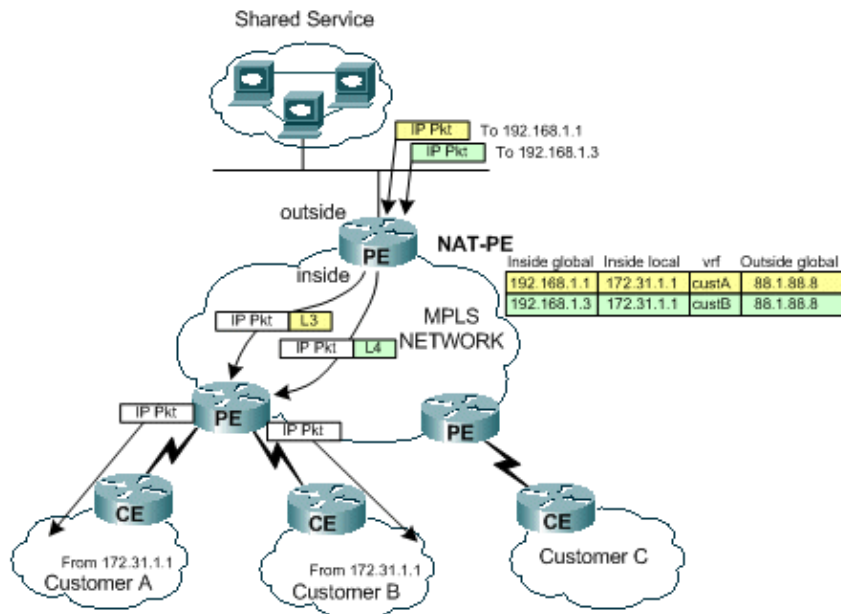 Shared Service
IP Pkt To 192.168.1.1
IP Pkt To 192.168.1.3
outside
PE NAT-PE
inside
Inside global Inside local vrf Outside global
192.168.1.1 172.31.1.1 custA 88.1.88.8
192.168.1.3 172.31.1.1 custB 88.1.88.8
IP Pkt L3
MPLS
NETWORK
IP Pkt L4
IP Pkt
PE
IP Pkt
PE
CE
CE
CE
From 172.31.1.1
Customer A
From 172.31.1.1
Customer B
Customer C